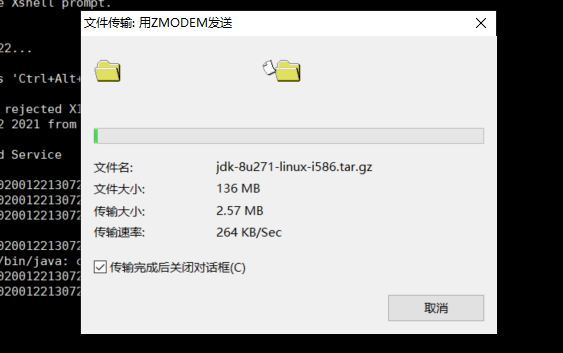 e Xshell prompt.
文件传输: 用ZMODEM发送
22...
s 'Ctrl+Alt+
rejected X1
2 2021 from
d Service
文件名: jdk-8u271-linux-i586.tar.gz
文件大小: 136 MB
传输大小: 2.57 MB
传输速率: 264 KB/Sec
020012213072
020012213072
020012213072
020012213072
/bin/java: c
020012213072
020012213072
传输完成后关闭对话框(C)
取消